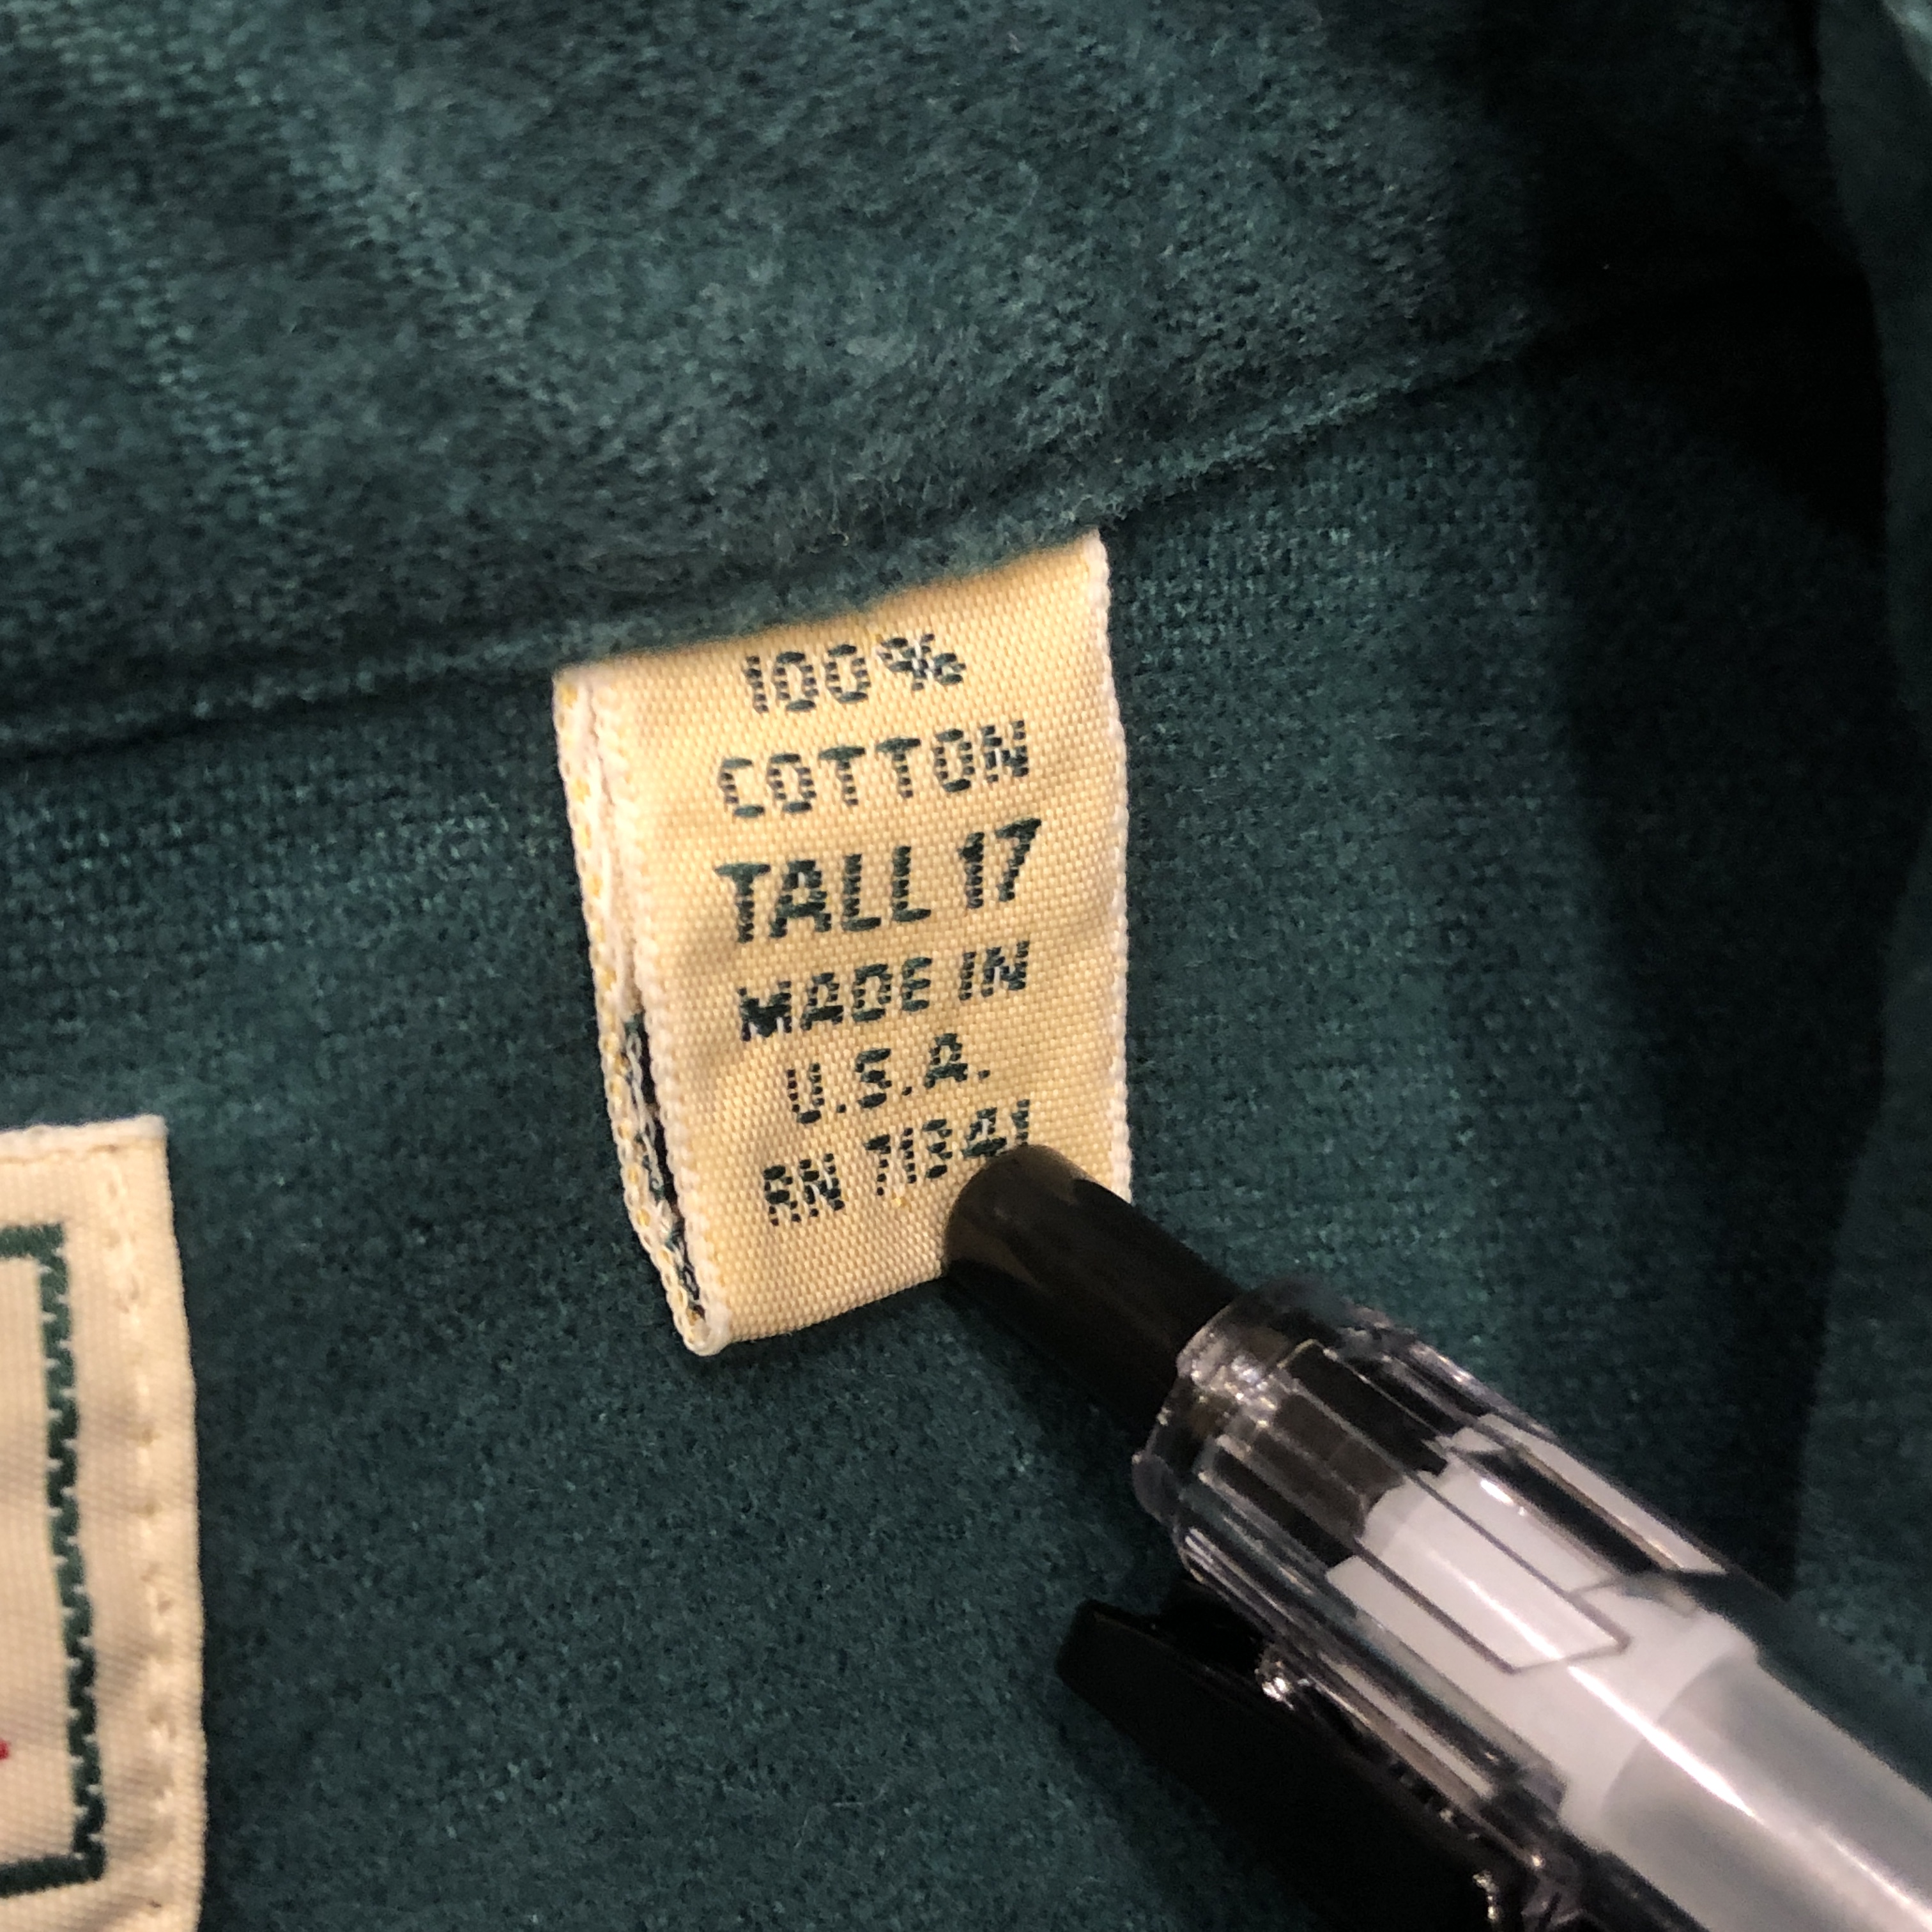 100%
COTTON
TALL 17
MADE IN
U.S.A.
RN 71341